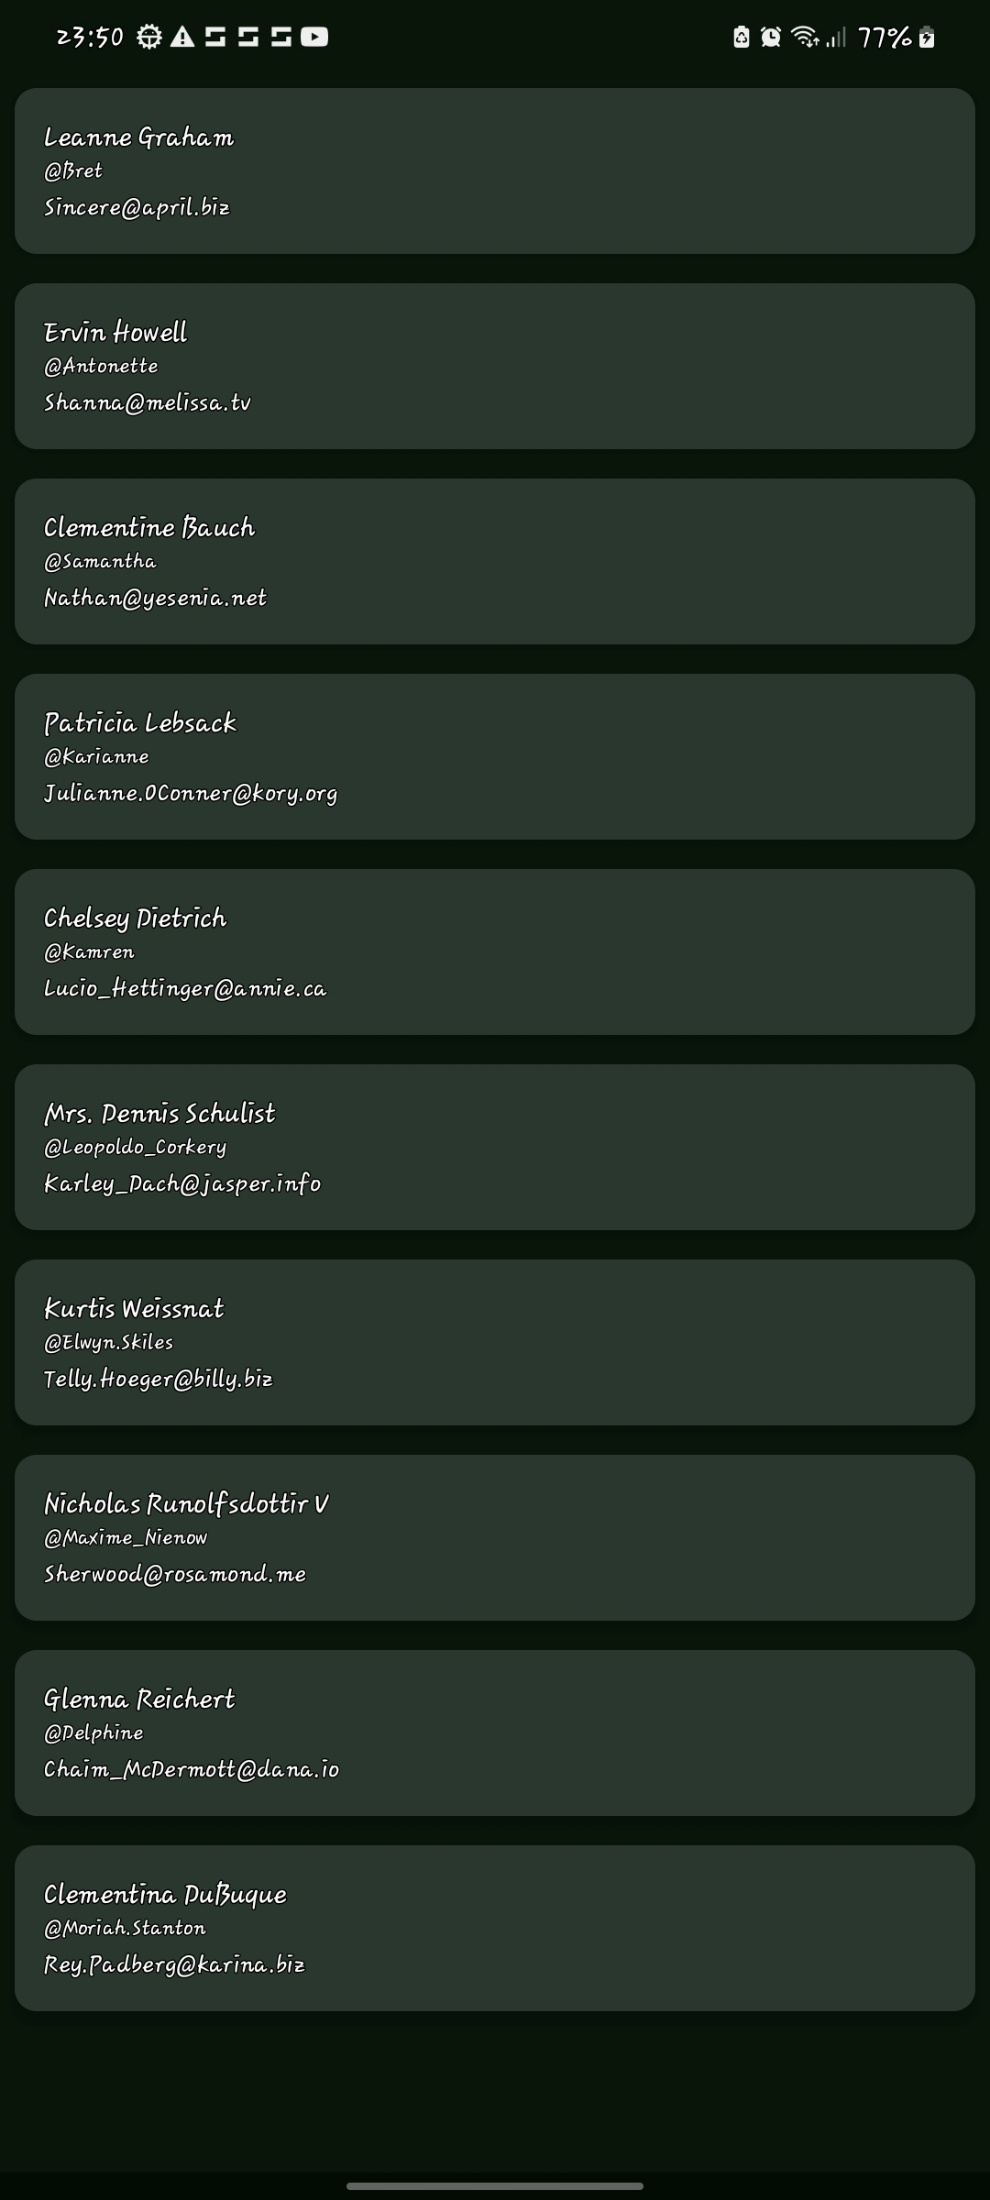 23:50 77%
Leanne Graham
@Bret
Sincere@april.biz
Ervin Howell
@Antonette
Shanna@melissa.tv
Clementine Bauch
@Samantha
Nathan@yesenia.net
Patricia Lebsack
@Karianne
Julianne.OConner@kory.org
Chelsey Dietrich
@Kamren
Lucio_Hettinger@annie.ca
Mrs. Dennis Schulist
@Leopoldo_Corkery
Karley_Dach@jasper.info
Kurtis Weissnat
@Elwyn.Skiles
Telly.Hoeger@billy.biz
Nicholas Runolfsdottir V
@Maxime_Nienow
Sherwood@rosamond.me
Glenna Reichert
@Delphine
Chaim_McDermott@dana.io
Clementina DuBuque
@Moriah.Stanton
Rey.Padberg@karina.biz